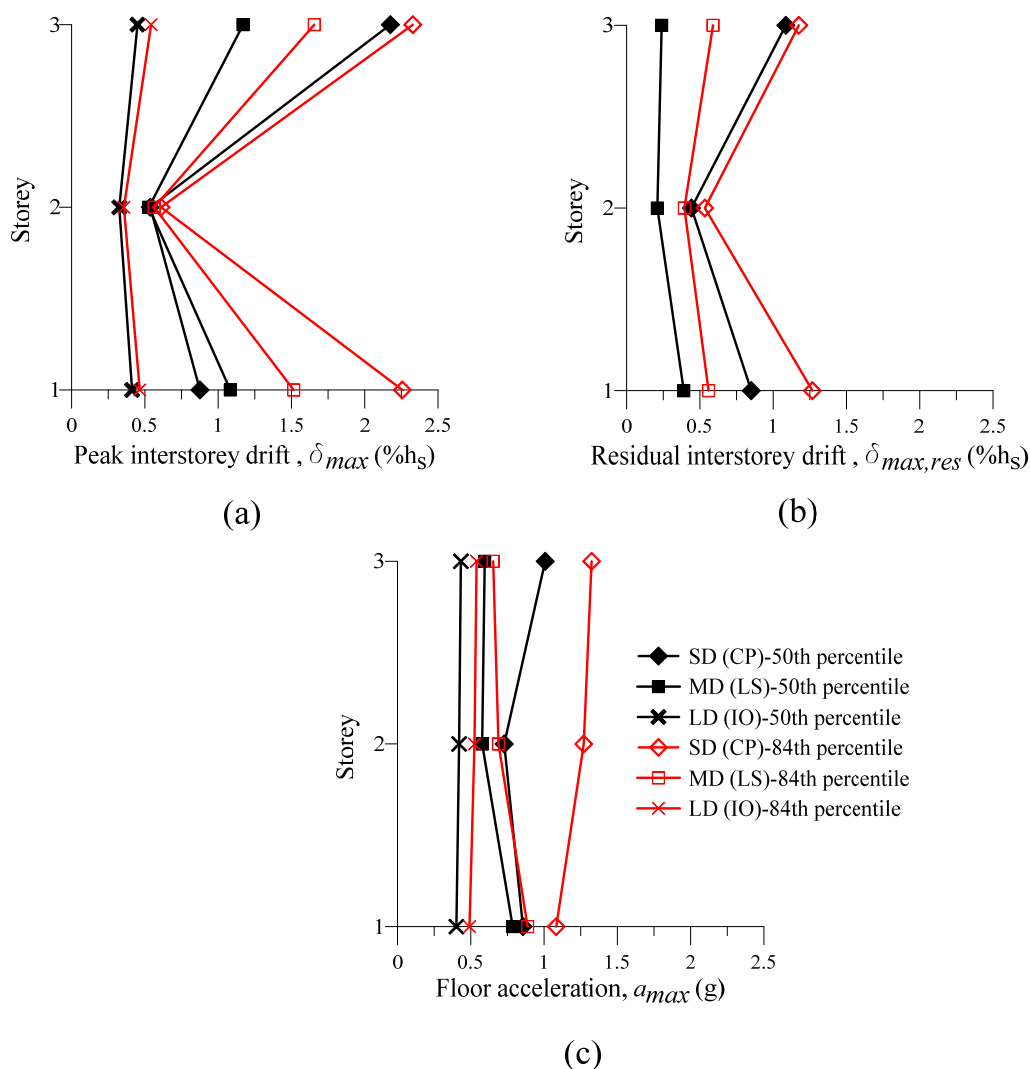 3
2
1
Storey
0
0.5
1
1.5
2
2.5
Peak interstorey drift , δmax (%hs)
(a)
3
2
1
Storey
0
0.5
1
1.5
2
2.5
Residual interstorey drift , δmax,res (%hs)
(b)
3
2
1
Storey
0
0.5
1
1.5
2
2.5
Floor acceleration, amax (g)
SD (CP)-50th percentile
MD (LS)-50th percentile
LD (IO)-50th percentile
SD (CP)-84th percentile
MD (LS)-84th percentile
LD (IO)-84th percentile
(c)